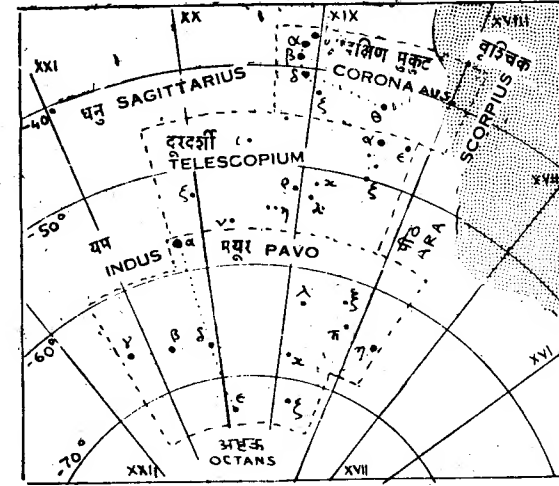 XX
XIX
XVIII
XXI
α
β
δ
दक्षिण मुकुट
CORONA AUS
वृश्चिक
SCORPIUS
-40°
धनु SAGITTARIUS
ξ
θ
α
ε
दूरदर्शी
TELESCOPIUM
ξ
ρ
x
η
λ
ξ
ν
-50°
यम
INDUS
α
मयूर PAVO
पीठ
ARA
λ
ξ
π
η
x
-60°
γ
β
δ
ε
ξ
XVI
-70°
XXII
अष्टक
OCTANS
XVII